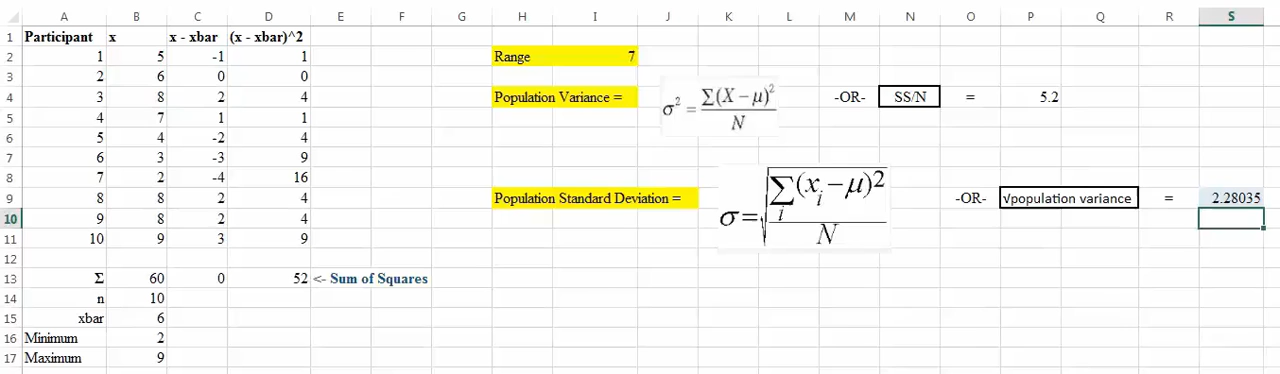 A B C D E F G H I J K L M N O P Q R S
1 Participant x x - xbar (x - xbar)^2
2 1 5 -1 1 Range 7
3 2 6 0 0
4 3 8 2 4 Population Variance = σ² = Σ(X − μ)² / N -OR- SS/N = 5.2
5 4 7 1 1
6 5 4 -2 4
7 6 3 -3 9
8 7 2 -4 16
9 8 8 2 4 Population Standard Deviation = σ = √(∑i (xi − μ)2 / N) -OR- √population variance = 2.28035
10 9 8 2 4
11 10 9 3 9
12
13 Σ 60 0 52 <- Sum of Squares
14 n 10
15 xbar 6
16 Minimum 2
17 Maximum 9